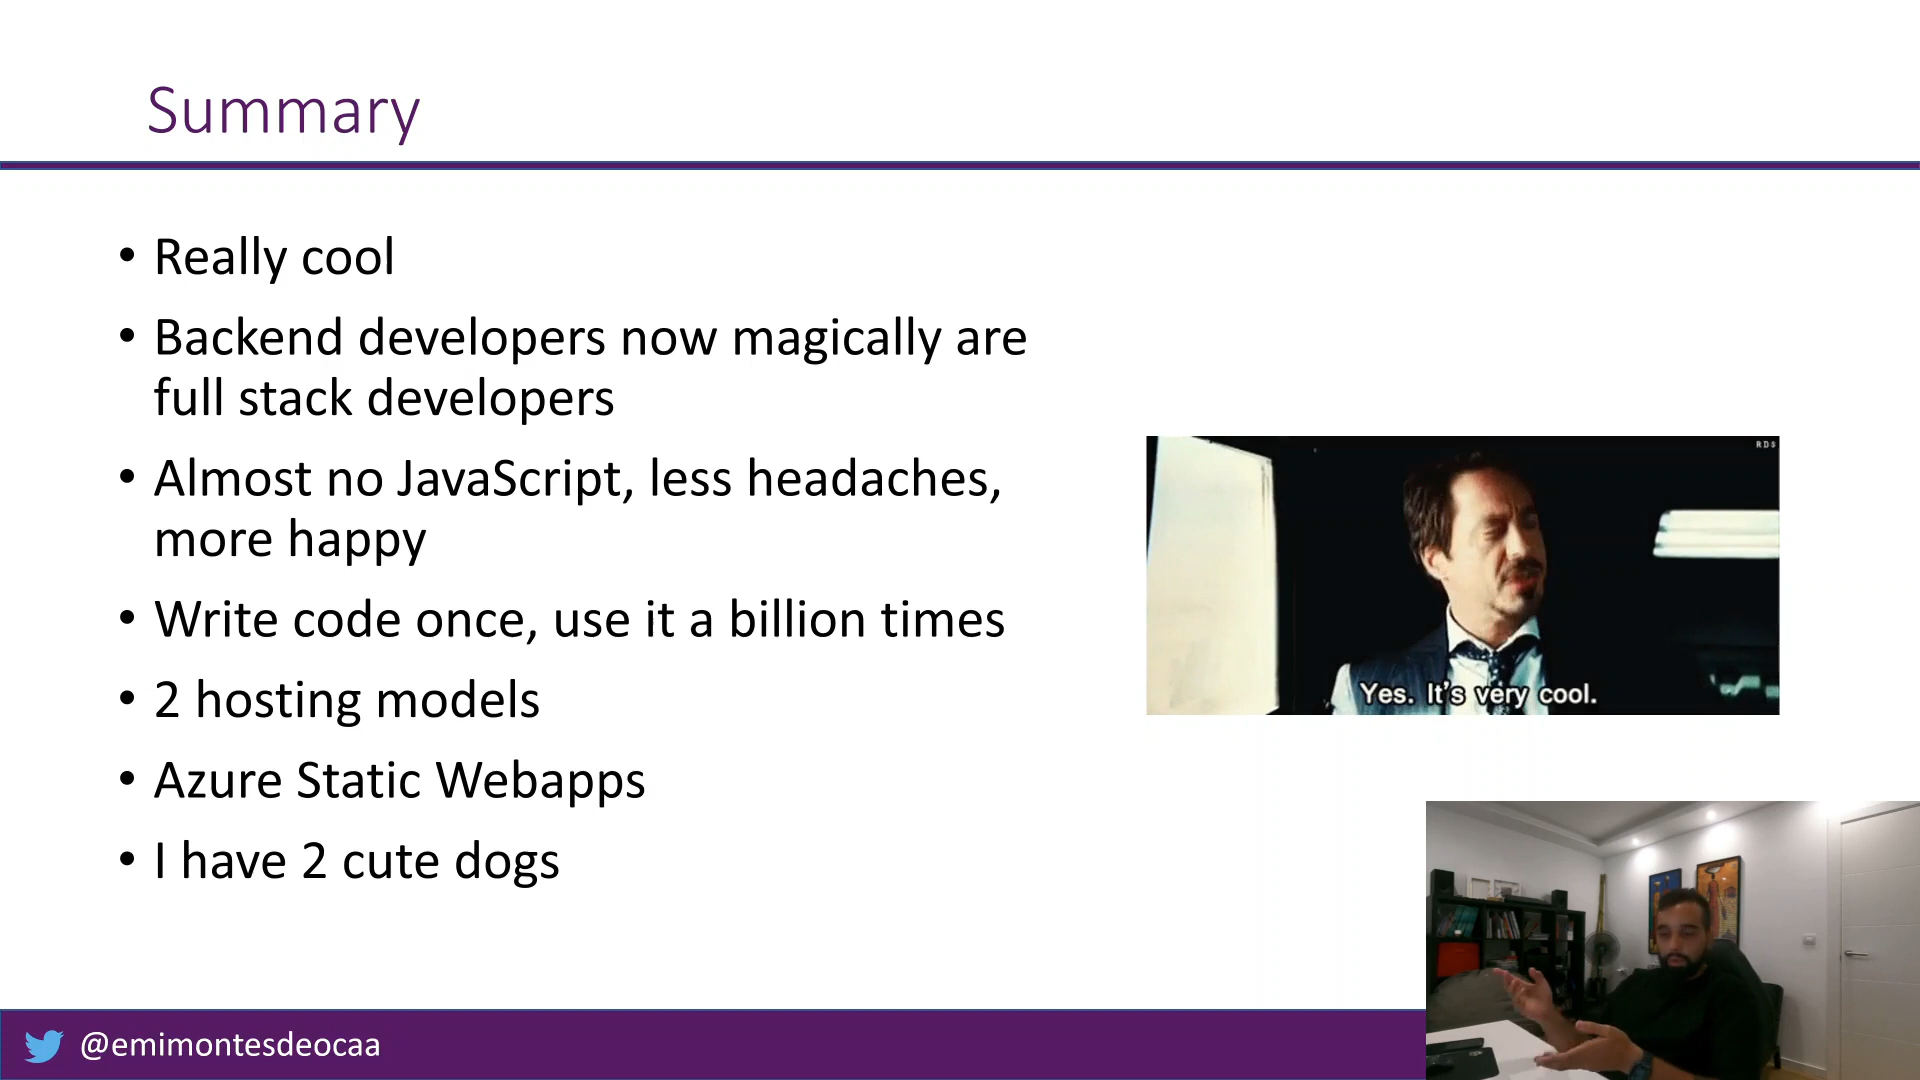 Summary
• Really cool
• Backend developers now magically are
full stack developers
• Almost no JavaScript, less headaches,
more happy
• Write code once, use it a billion times
• 2 hosting models
• Azure Static Webapps
• I have 2 cute dogs
RDS
Yes. It's very cool.
@emimontesdeocaa